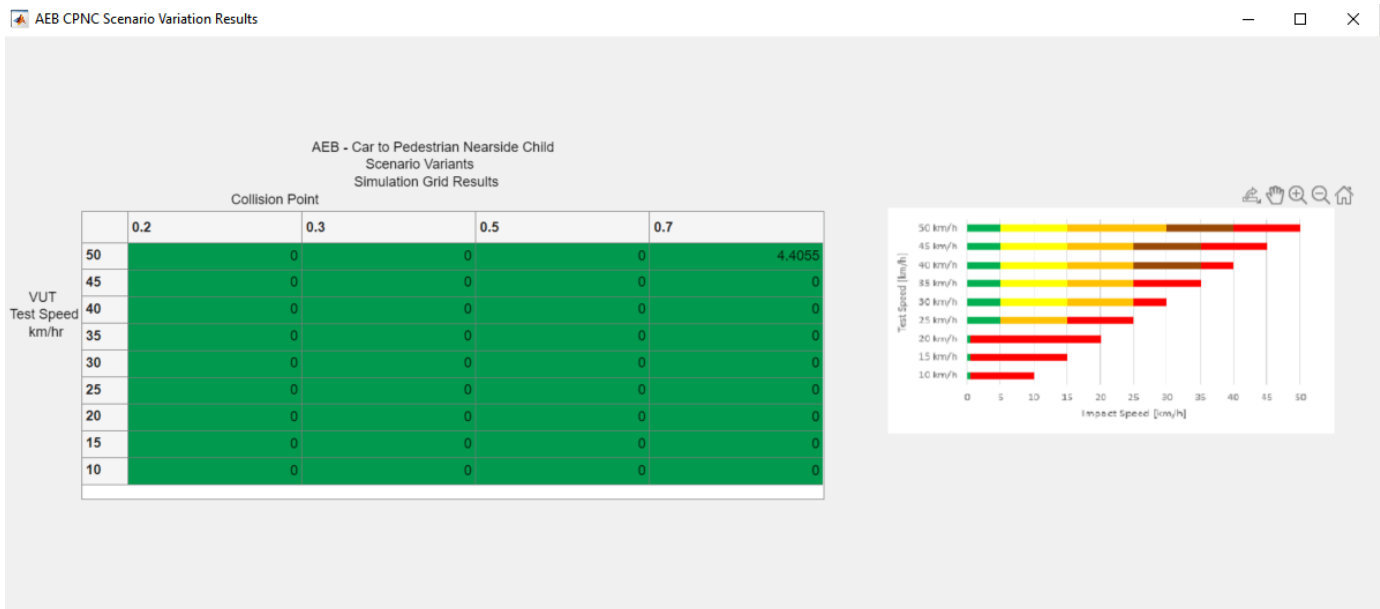 AEB CPNC Scenario Variation Results
AEB - Car to Pedestrian Nearside Child
Scenario Variants
Simulation Grid Results
Collision Point
0.2 0.3 0.5 0.7
50 0 0 0 4.4055
45 0 0 0 0
40 0 0 0 0
35 0 0 0 0
30 0 0 0 0
25 0 0 0 0
20 0 0 0 0
15 0 0 0 0
10 0 0 0 0
VUT
Test Speed
km/hr
Test Speed [km/h]
50 km/h
45 km/h
40 km/h
35 km/h
30 km/h
25 km/h
20 km/h
15 km/h
10 km/h
0 5 10 15 20 25 30 35 40 45 50
Impact Speed [km/h]